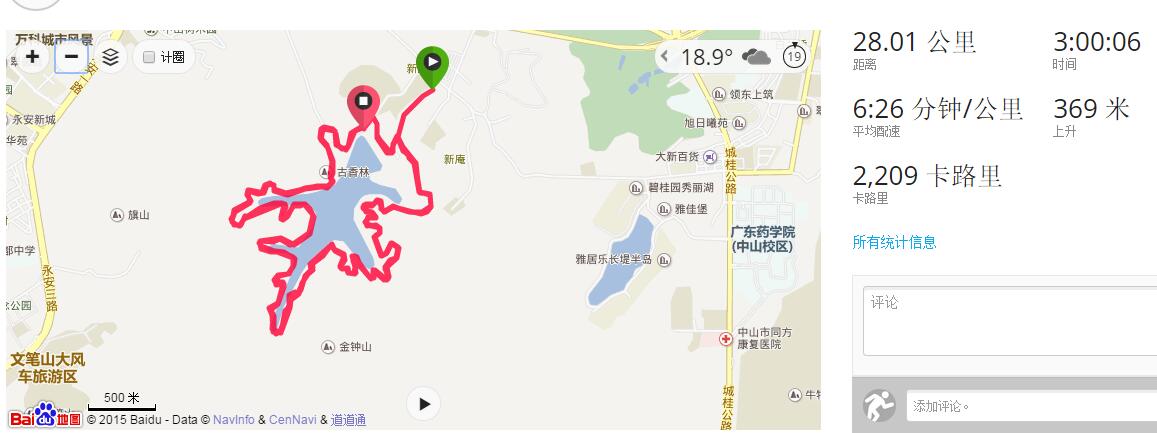 万科城市风景
计圈
新
18.9°
19
28.01 公里
距离
3:00:06
时间
领东上筑
6:26 分钟/公里
平均配速
369 米
上升
永安新城
华苑
旭日曦苑
大新百货
城桂公路
新庵
古香林
碧桂园秀丽湖
雅佳堡
2,209 卡路里
卡路里
旗山
广东药学院
(中山校区)
所有统计信息
中学
雅居乐长堤半岛
永安三路
公园
评论
金钟山
中山市同方
康复医院
文笔山大风
车旅游区
500 米
城桂公路
添加评论。
Bai du 地图
© 2015 Baidu - Data © NavInfo & CenNavi & 道道通